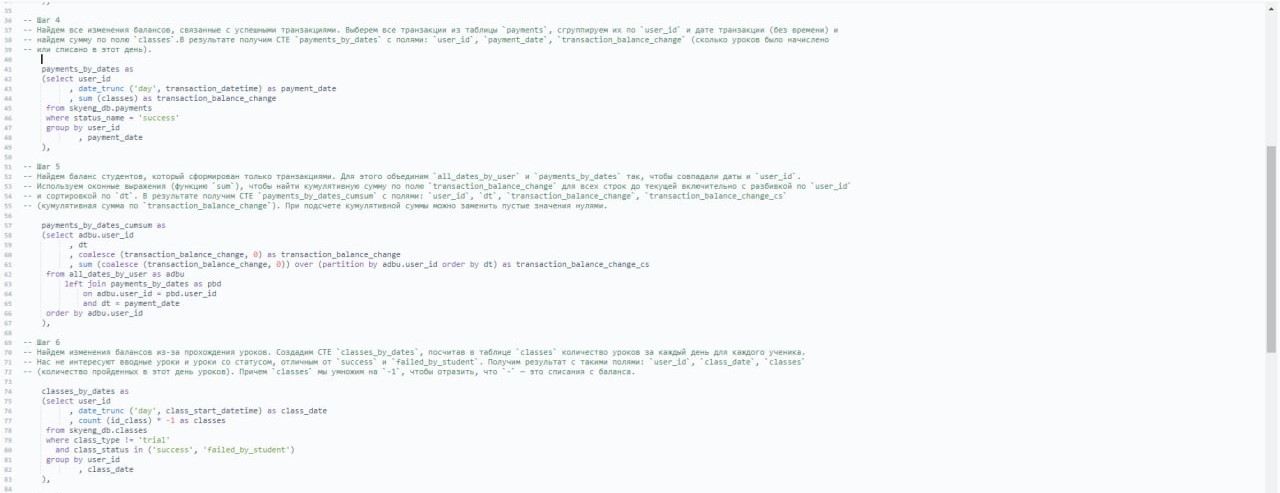 35 ),
36 -- Шаг 4
37 -- Найдем все изменения балансов, связанные с успешными транзакциями. Выберем все транзакции из таблицы `payments`, сгруппируем их по `user_id` и дате транзакции (без времени) и
38 -- найдем сумму по полю `classes`.В результате получим CTE `payments_by_dates` с полями: `user_id`, `payment_date`, `transaction_balance_change` (сколько уроков было начислено
39 -- или списано в этот день).
40
41 payments_by_dates as
42 (select user_id
43 , date_trunc ('day', transaction_datetime) as payment_date
44 , sum (classes) as transaction_balance_change
45 from skyeng_db.payments
46 where status_name = 'success'
47 group by user_id
48 , payment_date
49 ),
50
51 -- Шаг 5
52 -- Найдем баланс студентов, который сформирован только транзакциями. Для этого объединим `all_dates_by_user` и `payments_by_dates` так, чтобы совпадали даты и `user_id`.
53 -- Используем оконные выражения (функцию `sum`), чтобы найти кумулятивную сумму по полю `transaction_balance_change` для всех строк до текущей включительно с разбивкой по `user_id`
54 -- и сортировкой по `dt`. В результате получим CTE `payments_by_dates_cumsum` с полями: `user_id`, `dt`, `transaction_balance_change`, `transaction_balance_change_cs`
55 -- (кумулятивная сумма по `transaction_balance_change`). При подсчете кумулятивной суммы можно заменить пустые значения нулями.
56
57 payments_by_dates_cumsum as
58 (select adbu.user_id
59 , dt
60 , coalesce (transaction_balance_change, 0) as transaction_balance_change
61 , sum (coalesce (transaction_balance_change, 0)) over (partition by adbu.user_id order by dt) as transaction_balance_change_cs
62 from all_dates_by_user as adbu
63 left join payments_by_dates as pbd
64 on adbu.user_id = pbd.user_id
65 and dt = payment_date
66 order by adbu.user_id
67 ),
68
69 -- Шаг 6
70 -- Найдем изменения балансов из-за прохождения уроков. Создадим CTE `classes_by_dates`, посчитав в таблице `classes` количество уроков за каждый день для каждого ученика.
71 -- Нас не интересуют вводные уроки и уроки со статусом, отличным от `success` и `failed_by_student`. Получим результат с такими полями: `user_id`, `class_date`, `classes`
72 -- (количество пройденных в этот день уроков). Причем `classes` мы умножим на `-1`, чтобы отразить, что `-` — это списания с баланса.
73
74 classes_by_dates as
75 (select user_id
76 , date_trunc ('day', class_start_datetime) as class_date
77 , count (id_class) * -1 as classes
78 from skyeng_db.classes
79 where class_type != 'trial'
80 and class_status in ('success', 'failed_by_student')
81 group by user_id
82 , class_date
83 ),
84